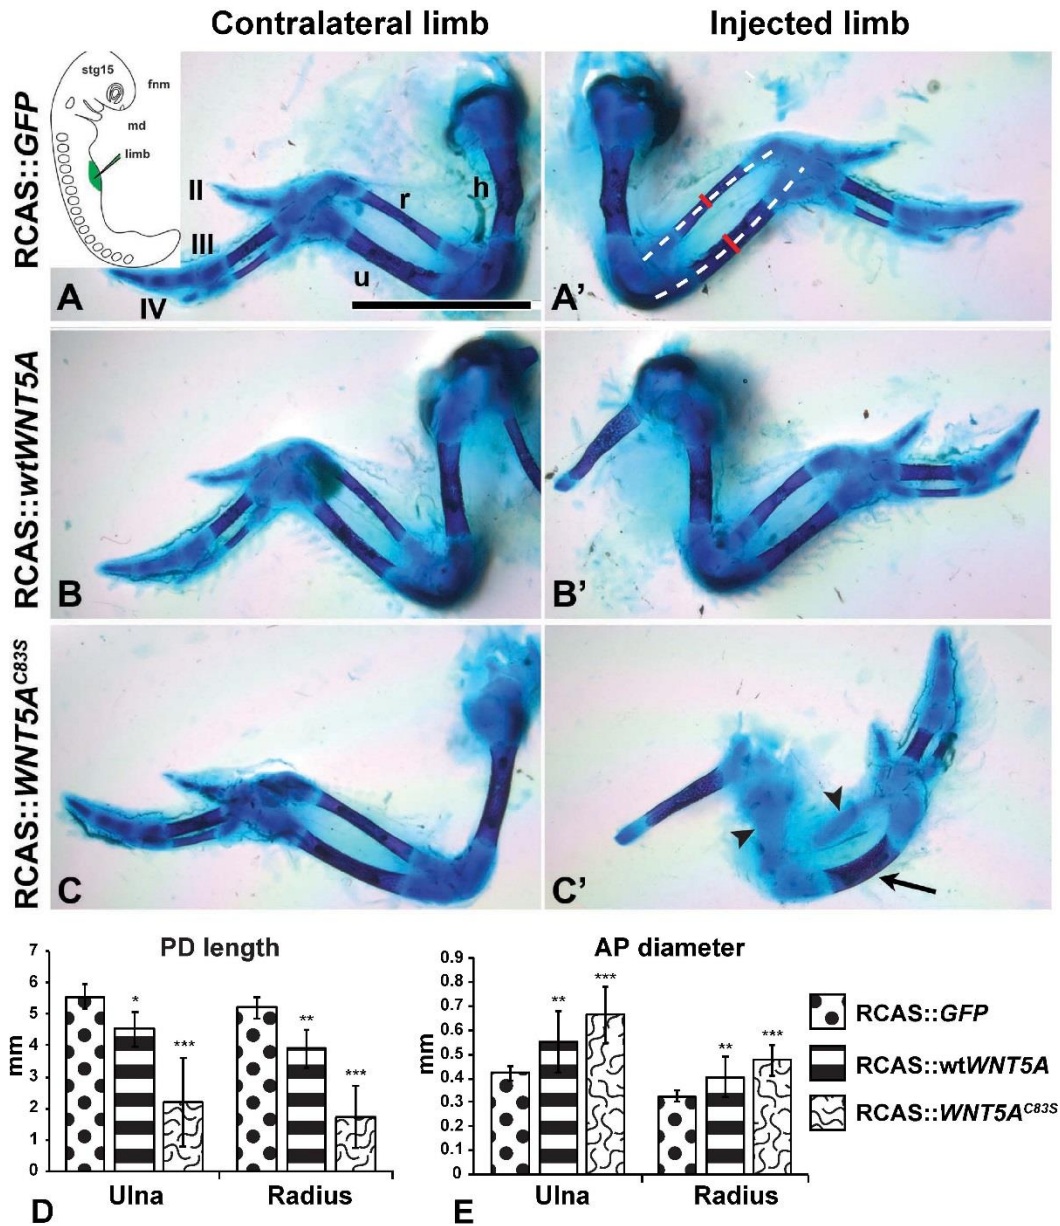 Contralateral limb
Injected limb
RCAS::GFP
stg15
fnm
md
limb
II
III
IV
r
h
u
A
A’
RCAS::wtWNT5A
B
B’
RCAS::WNT5A^C83S
C
C’
PD length
mm
7
6
5
4
3
2
1
0
*
***
**
***
Ulna
Radius
D
AP diameter
mm
0.9
0.8
0.7
0.6
0.5
0.4
0.3
0.2
0.1
0
**
***
**
***
Ulna
Radius
E
RCAS::GFP
RCAS::wtWNT5A
RCAS::WNT5A^C83S